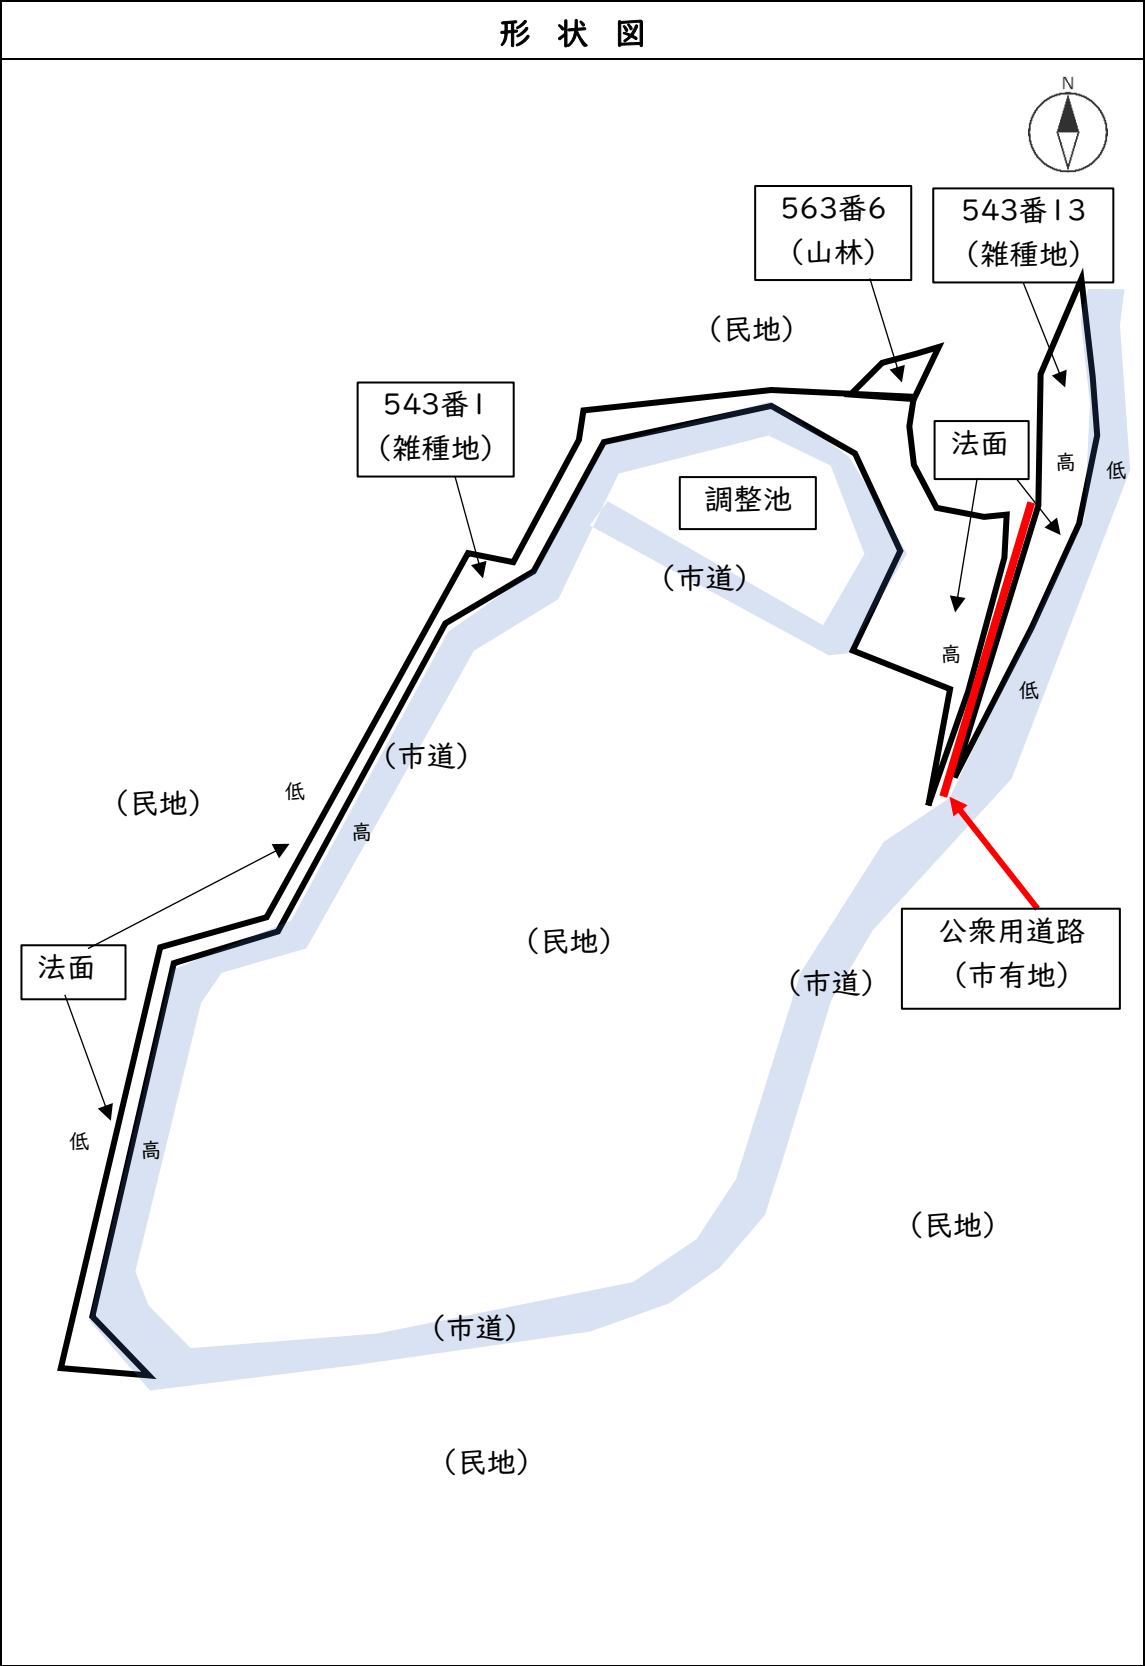 形 状 図
N
563番6
（山林）
543番13
（雑種地）
（民地）
543番1
（雑種地）
法面
高
低
調整池
（市道）
高
低
（市道）
（民地）
低
高
公衆用道路
（市有地）
（民地）
（市道）
法面
低
高
（民地）
（市道）
（民地）